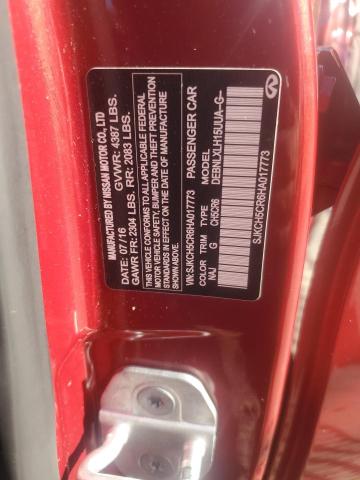 MANUFACTURED BY NISSAN MOTOR CO., LTD
DATE: 07/16 GVWR: 4387 LBS.
GAWR FR: 2304 LBS. RR: 2083 LBS.
THIS VEHICLE CONFORMS TO ALL APPLICABLE FEDERAL
MOTOR VEHICLE SAFETY, BUMPER, AND THEFT PREVENTION
STANDARDS IN EFFECT ON THE DATE OF MANUFACTURE
SHOWN ABOVE.
VIN: SJKCH5CR6HA017773 PASSENGER CAR
COLOR TRIM TYPE MODEL
NAJ G CH5CR6 DEBNLXLH15UUA-G-
SJKCH5CR6HA017773